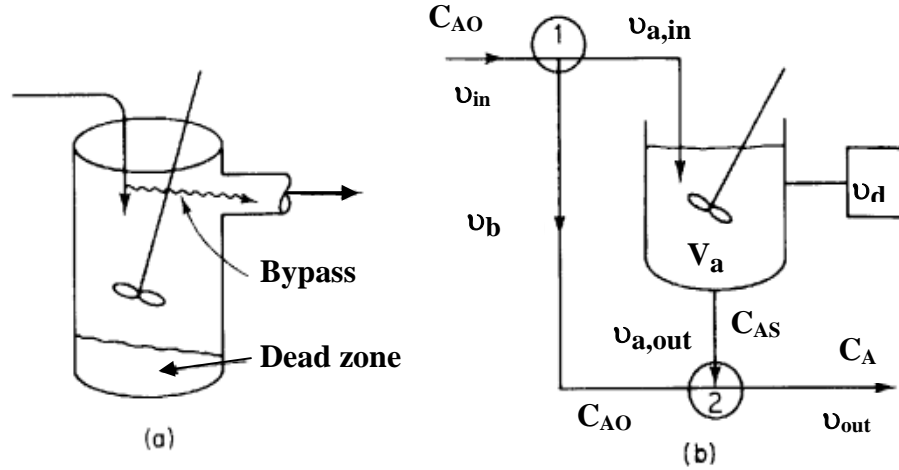 Bypass
Dead zone
(a)
C_AO
1
υ_a,in
υ_in
υ_b
υ_d
V_a
υ_a,out
C_AS
C_A
2
C_AO
υ_out
(b)